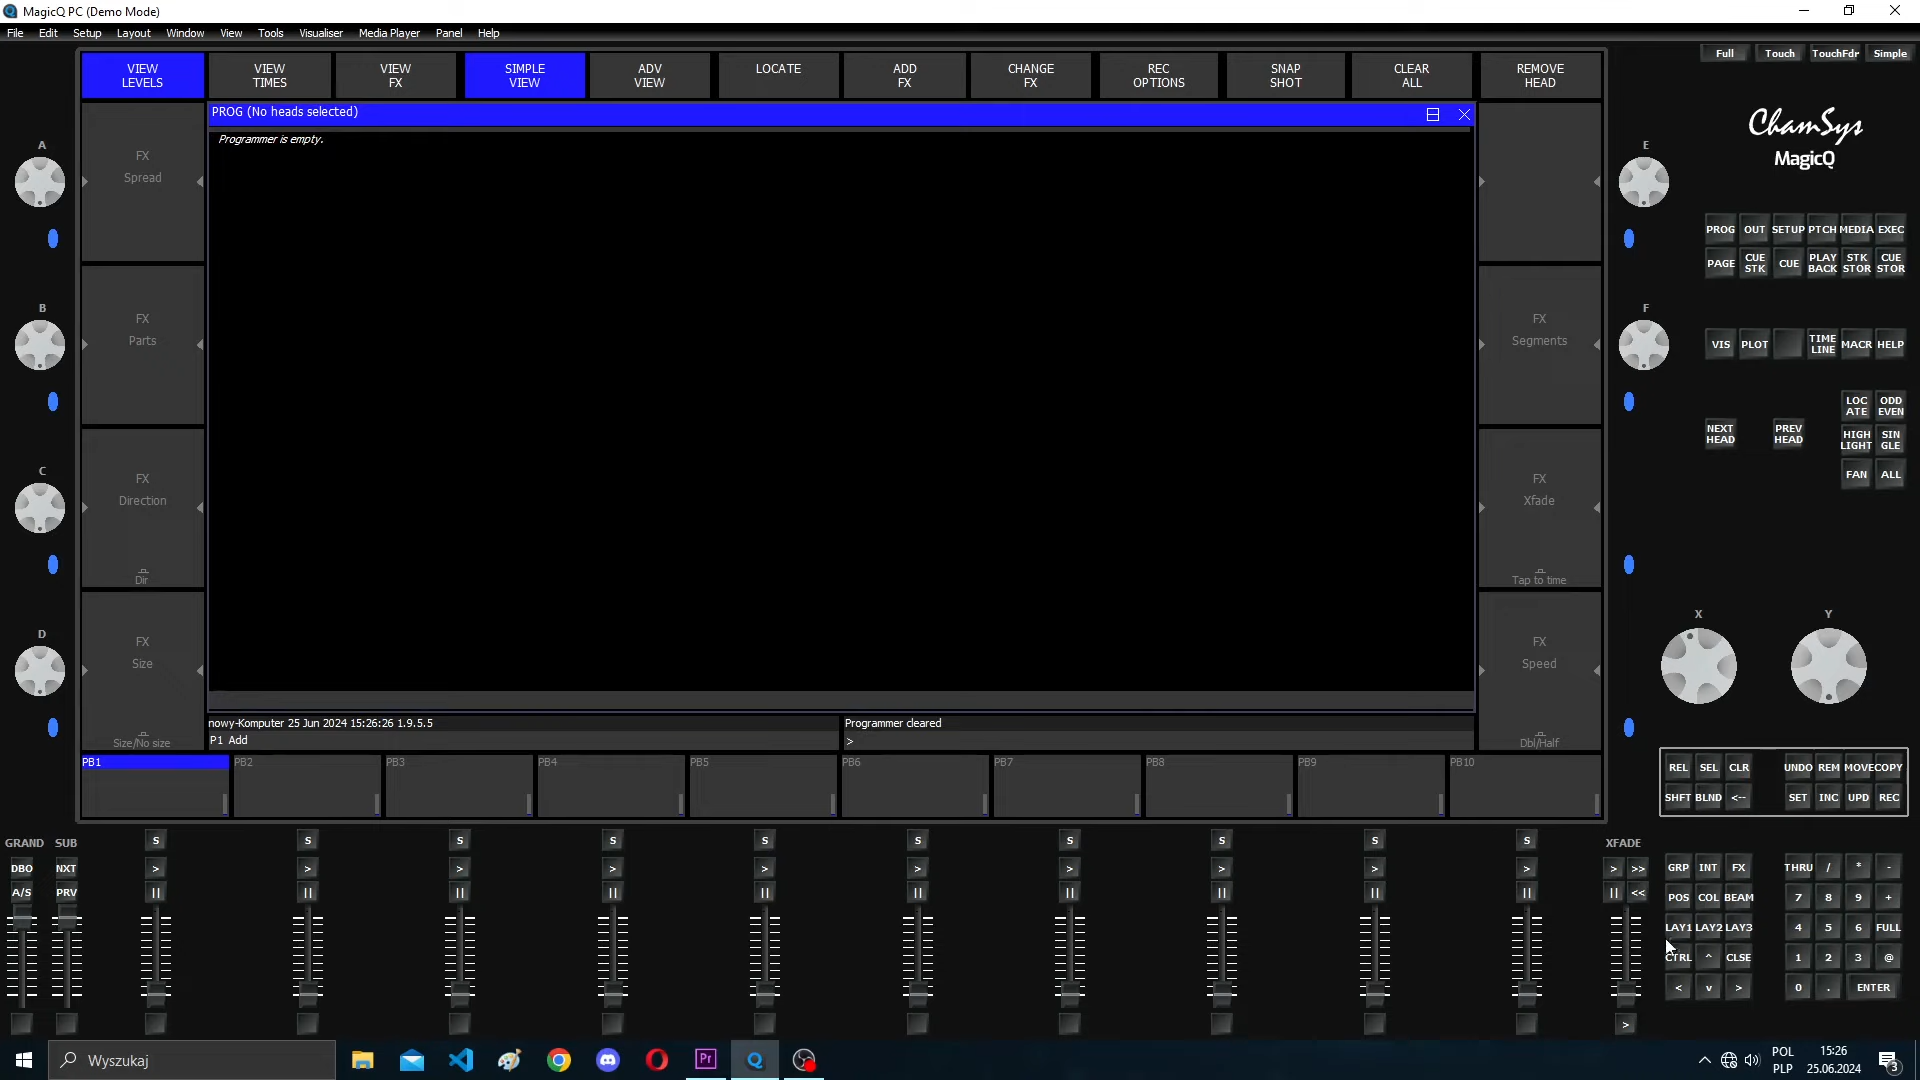 MagicQ PC (Demo Mode)
File Edit Setup Layout Window View Tools Visualiser Media Player Panel Help
Full Touch TouchFdr Simple
VIEW LEVELS
VIEW TIMES
VIEW FX
SIMPLE VIEW
ADV VIEW
LOCATE
ADD FX
CHANGE FX
REC OPTIONS
SNAP SHOT
CLEAR ALL
REMOVE HEAD
PROG (No heads selected)
Programmer is empty.
A
FX
Spread
B
FX
Parts
C
FX
Direction
Dir
D
FX
Size
Size/No size
E
F
FX
Segments
FX
Xfade
Tap to time
FX
Speed
Dbl/Half
ChamSys
MagicQ
PROG OUT SETUP PTCH MEDIA EXEC
PAGE CUE STK CUE PLAY BACK STK STOR CUE STOR
VIS PLOT TIME LINE MACR HELP
LOC ATE ODD EVEN
NEXT HEAD PREV HEAD HIGH LIGHT SIN GLE
FAN ALL
X Y
nowy-Komputer 25 Jun 2024 15:26:26 1.9.5.5
Programmer cleared
P1 Add
>
PB1 PB2 PB3 PB4 PB5 PB6 PB7 PB8 PB9 PB10
REL SEL CLR UNDO REM MOVE COPY
SHFT BLND <-- SET INC UPD REC
GRAND SUB
S S S S S S S S S S
XFADE
DBO NXT > > > > > > > > > > > >>
A/S PRV || || || || || || || || || || || <<
GRP INT FX THRU / * -
POS COL BEAM 7 8 9 +
LAY1 LAY2 LAY3 4 5 6 FULL
CTRL ^ CLSE 1 2 3 @
< v > 0 . ENTER
>
Wyszukaj
Pr
Q
POL
PLP
15:26
25.06.2024
3